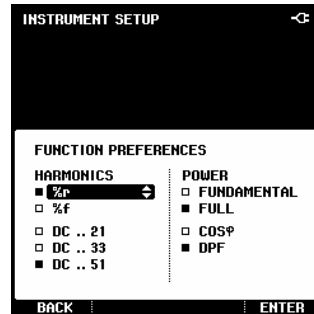 INSTRUMENT SETUP
FUNCTION PREFERENCES
HARMONICS
%r
%f
DC .. 21
DC .. 33
DC .. 51
POWER
FUNDAMENTAL
FULL
COSφ
DPF
BACK
ENTER